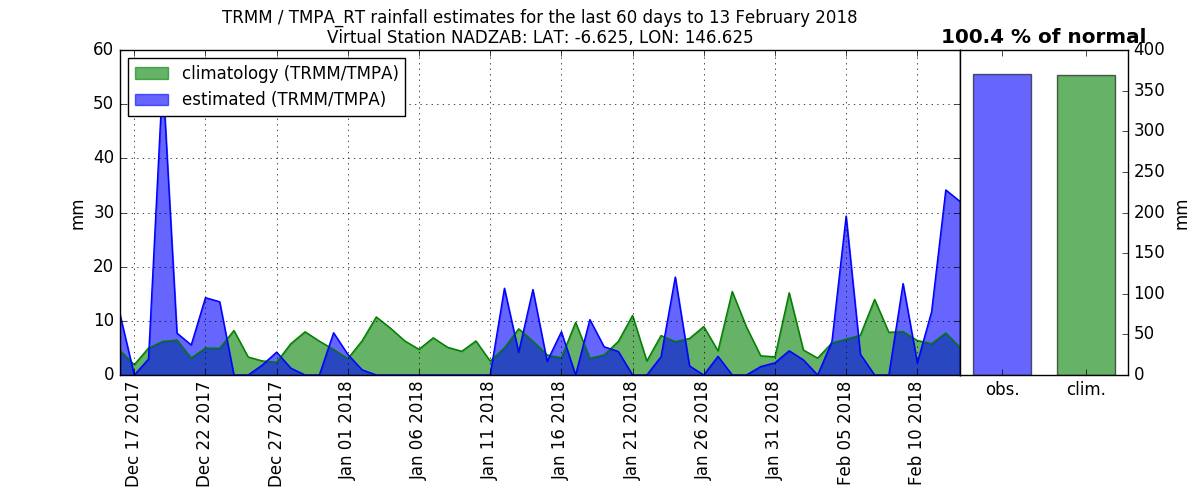 TRMM / TMPA_RT rainfall estimates for the last 60 days to 13 February 2018
Virtual Station NADZAB: LAT: -6.625, LON: 146.625
100.4 % of normal
climatology (TRMM/TMPA)
estimated (TRMM/TMPA)
60
50
40
30
20
10
0
mm
Dec 17 2017
Dec 22 2017
Dec 27 2017
Jan 01 2018
Jan 06 2018
Jan 11 2018
Jan 16 2018
Jan 21 2018
Jan 26 2018
Jan 31 2018
Feb 05 2018
Feb 10 2018
400
350
300
250
200
150
100
50
0
mm
obs.
clim.